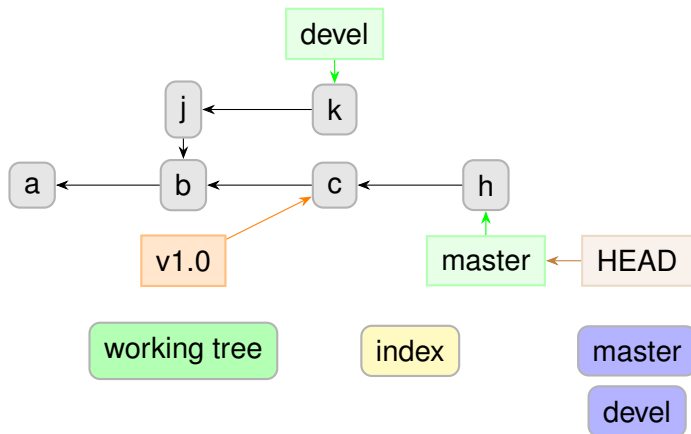 devel
j
k
a
b
c
h
v1.0
master
HEAD
working tree
index
master
devel